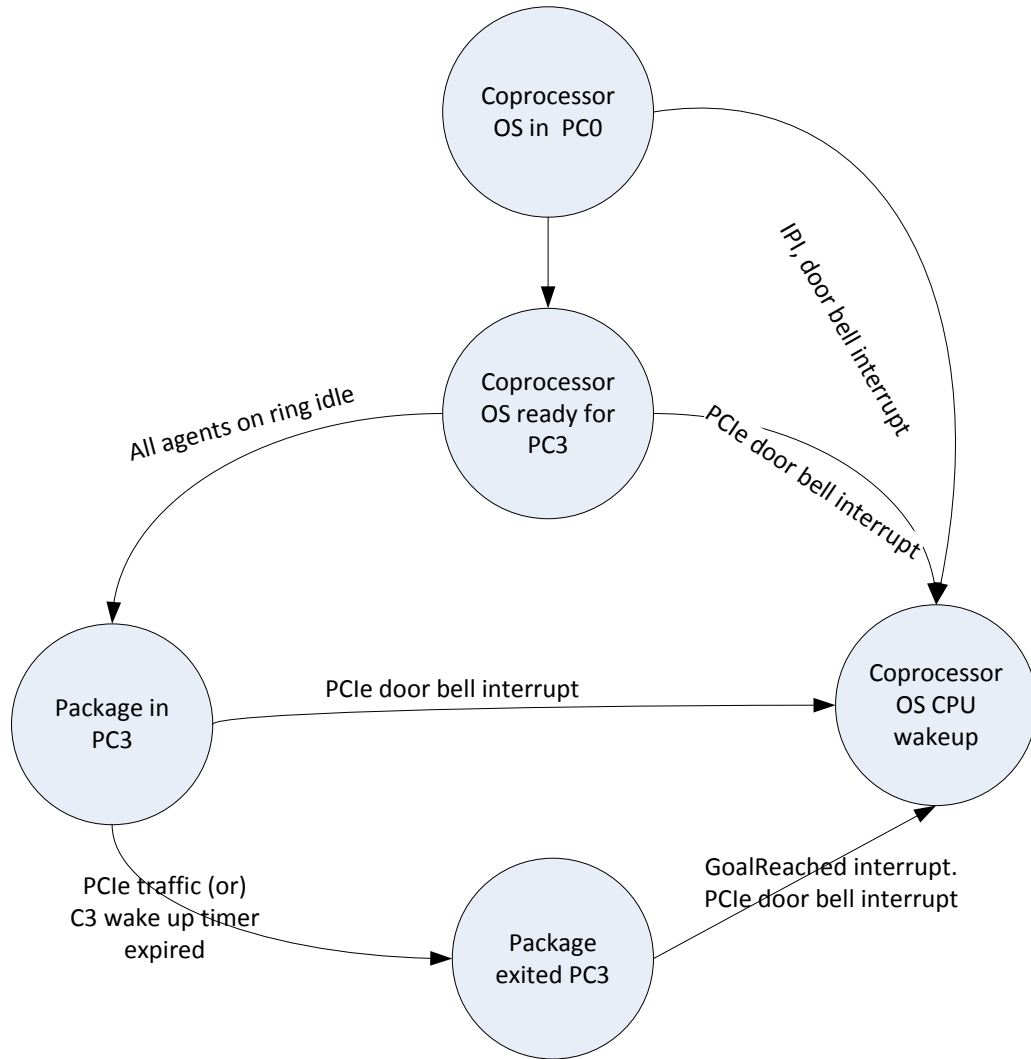 Coprocessor
OS in PC0
IPI, door bell interrupt
Coprocessor
OS ready for
PC3
All agents on ring idle
PCIe door bell interrupt
Package in
PC3
PCIe door bell interrupt
Coprocessor
OS CPU
wakeup
PCIe traffic (or)
C3 wake up timer
expired
GoalReached interrupt.
PCIe door bell interrupt
Package
exited PC3